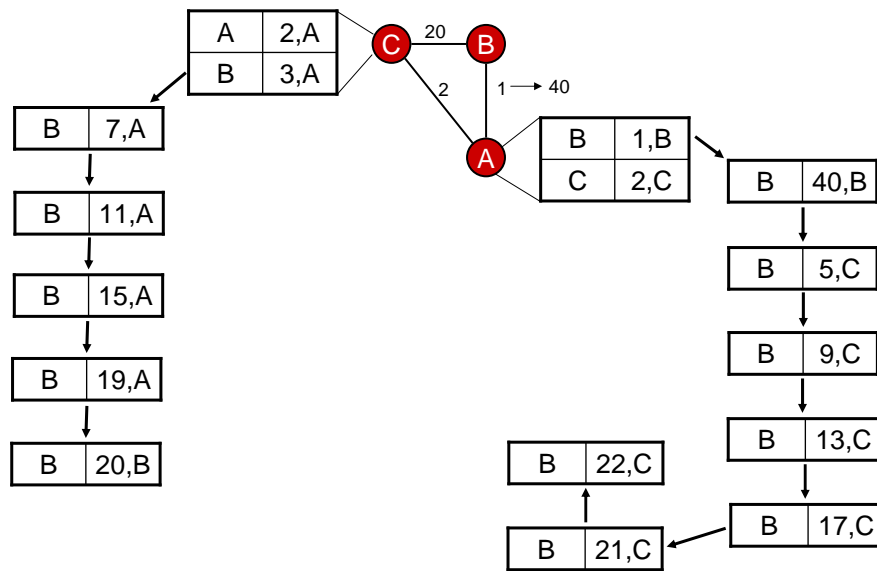 A 2,A
B 3,A
C
20
B
2
1
40
A
B 1,B
C 2,C
B 7,A
B 11,A
B 15,A
B 19,A
B 20,B
B 40,B
B 5,C
B 9,C
B 13,C
B 17,C
B 21,C
B 22,C